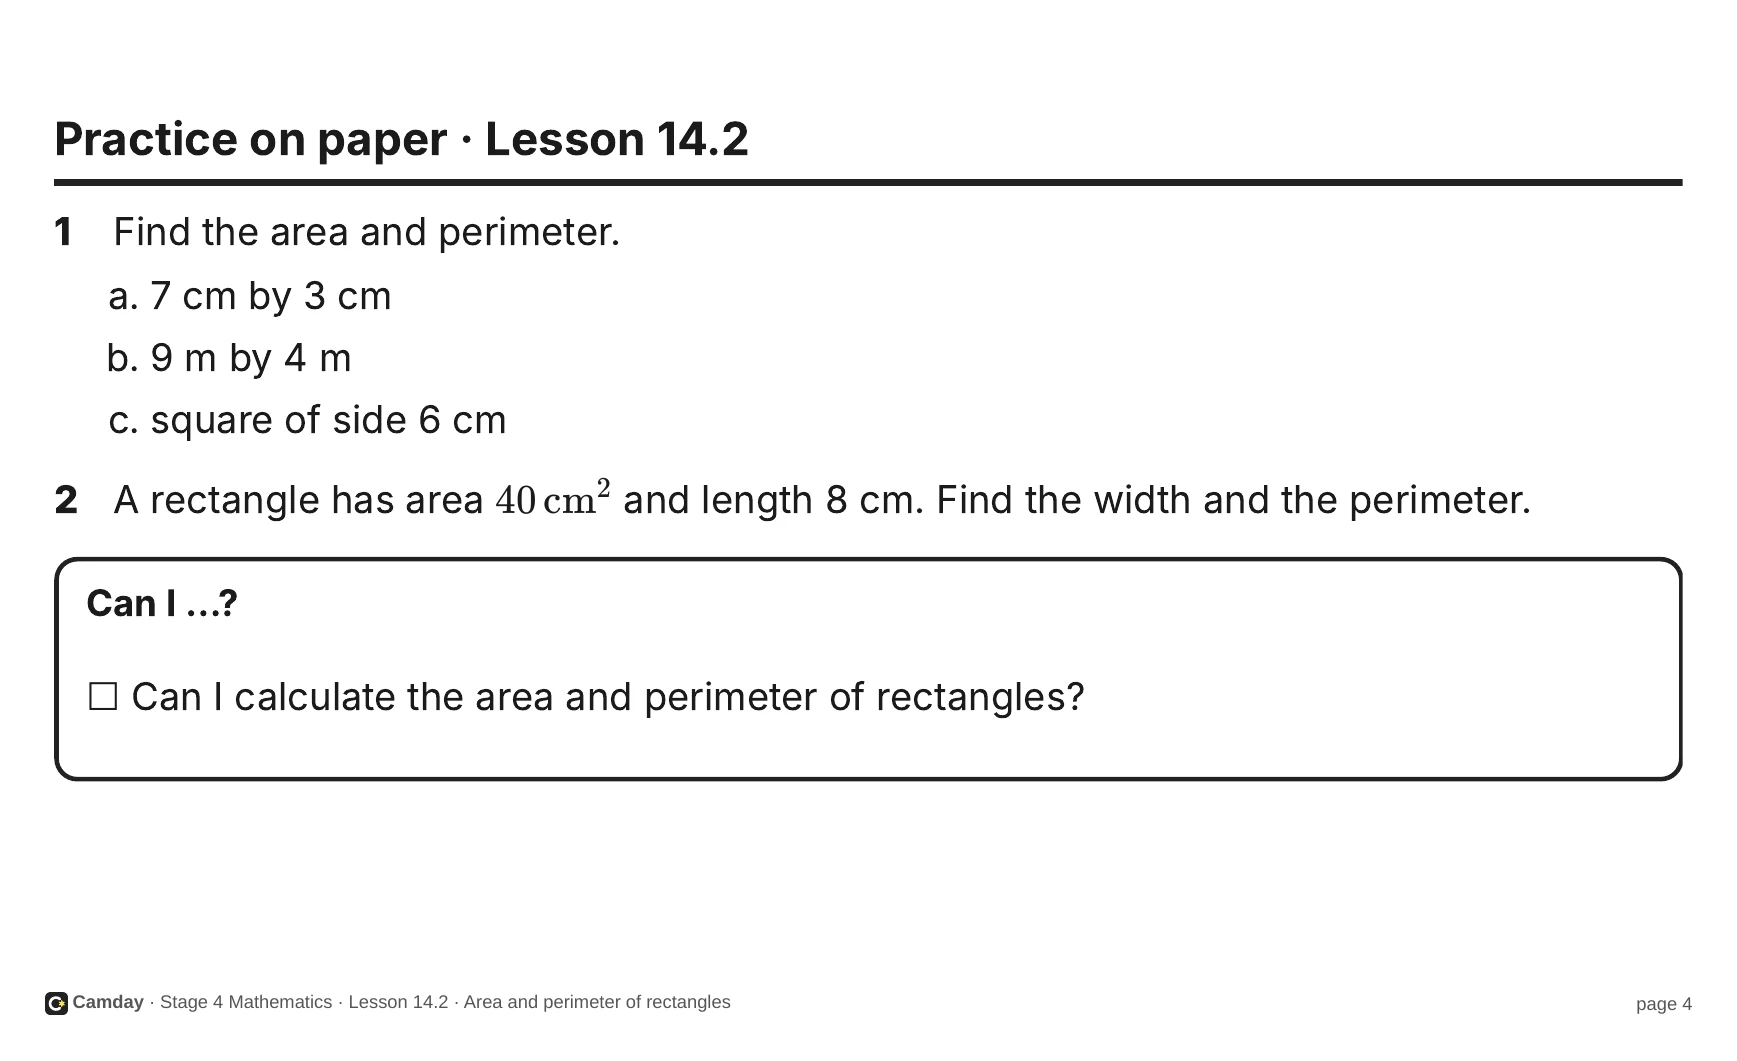 Practice on paper · Lesson 14.2
1 Find the area and perimeter.
a. 7 cm by 3 cm
b. 9 m by 4 m
c. square of side 6 cm
2 A rectangle has area 40 cm² and length 8 cm. Find the width and the perimeter.
Can I …?
☐ Can I calculate the area and perimeter of rectangles?
Camday · Stage 4 Mathematics · Lesson 14.2 · Area and perimeter of rectangles
page 4